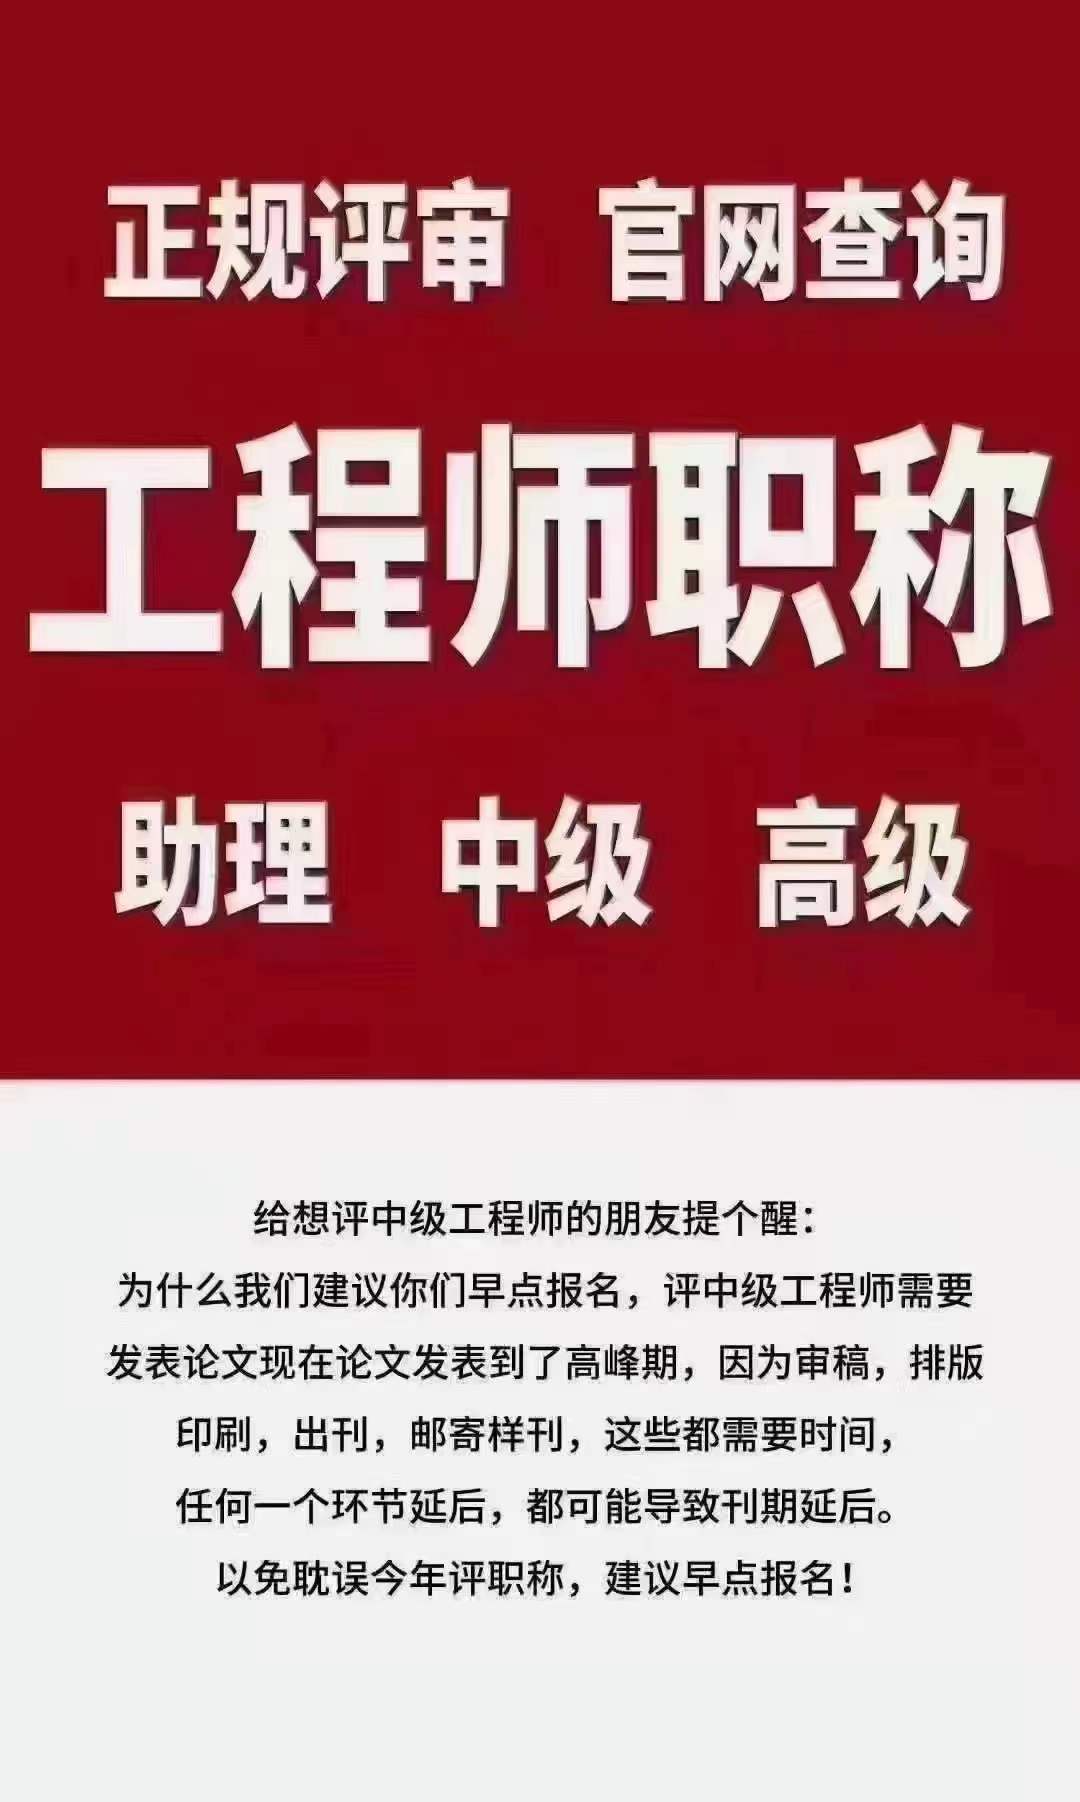 正规评审 官网查询
工程师职称
助理 中级 高级
给想评中级工程师的朋友提个醒：
为什么我们建议你们早点报名，评中级工程师需要
发表论文现在论文发表到了高峰期，因为审稿，排版
印刷，出刊，邮寄样刊，这些都需要时间，
任何一个环节延后，都可能导致刊期延后。
以免耽误今年评职称，建议早点报名！